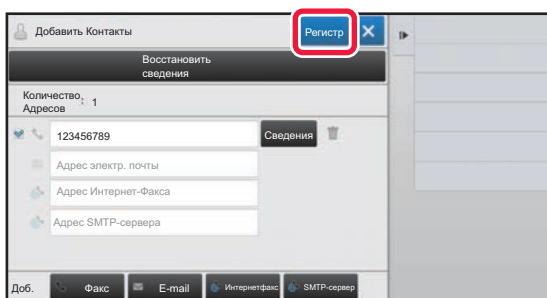 Добавить Контакты
Регистр
Восстановить
сведения
Количество: 1
Адресов
123456789
Сведения
Адрес электр. почты
Адрес Интернет-Факса
Адрес SMTP-сервера
Доб.
Факс
E-mail
Интернетфакс
SMTP-сервер